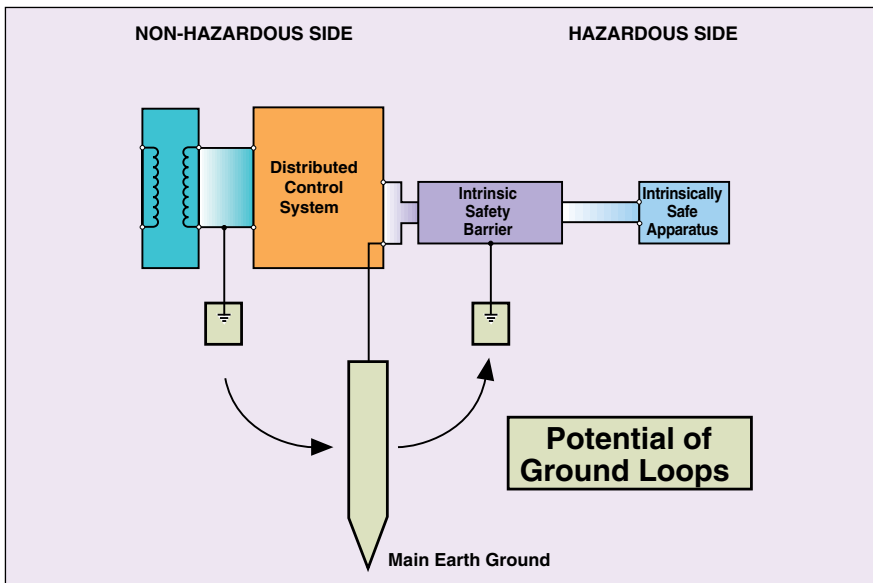 NON-HAZARDOUS SIDE
HAZARDOUS SIDE
Distributed
Control
System
Intrinsic
Safety
Barrier
Intrinsically
Safe
Apparatus
Potential of
Ground Loops
Main Earth Ground